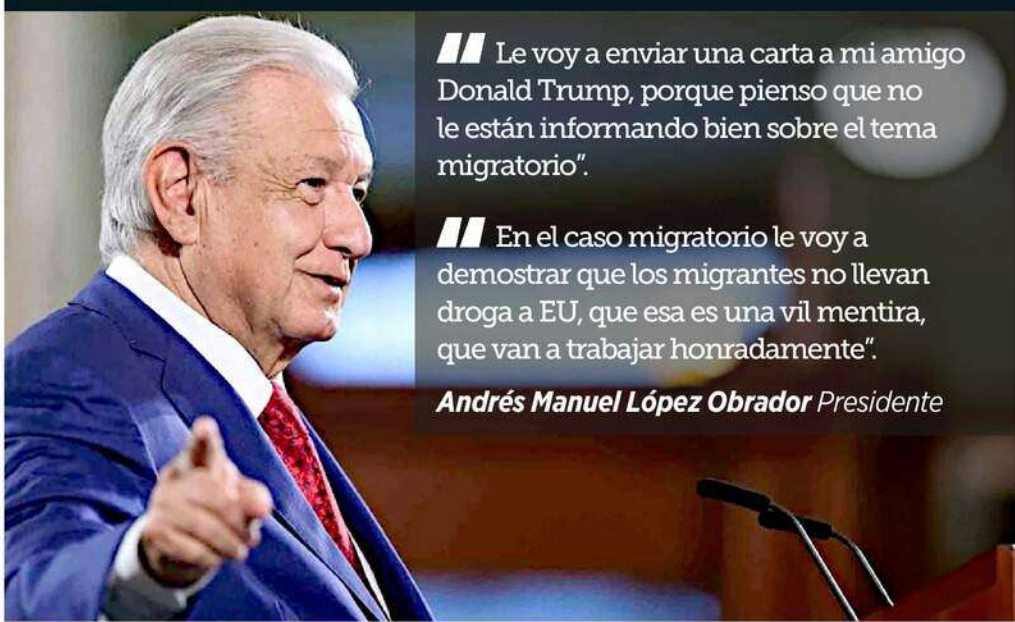 " Le voy a enviar una carta a mi amigo
Donald Trump, porque pienso que no
le están informando bien sobre el tema
migratorio”.
" En el caso migratorio le voy a
demostrar que los migrantes no llevan
droga a EU, que esa es una vil mentira,
que van a trabajar honradamente”.
Andrés Manuel López Obrador Presidente